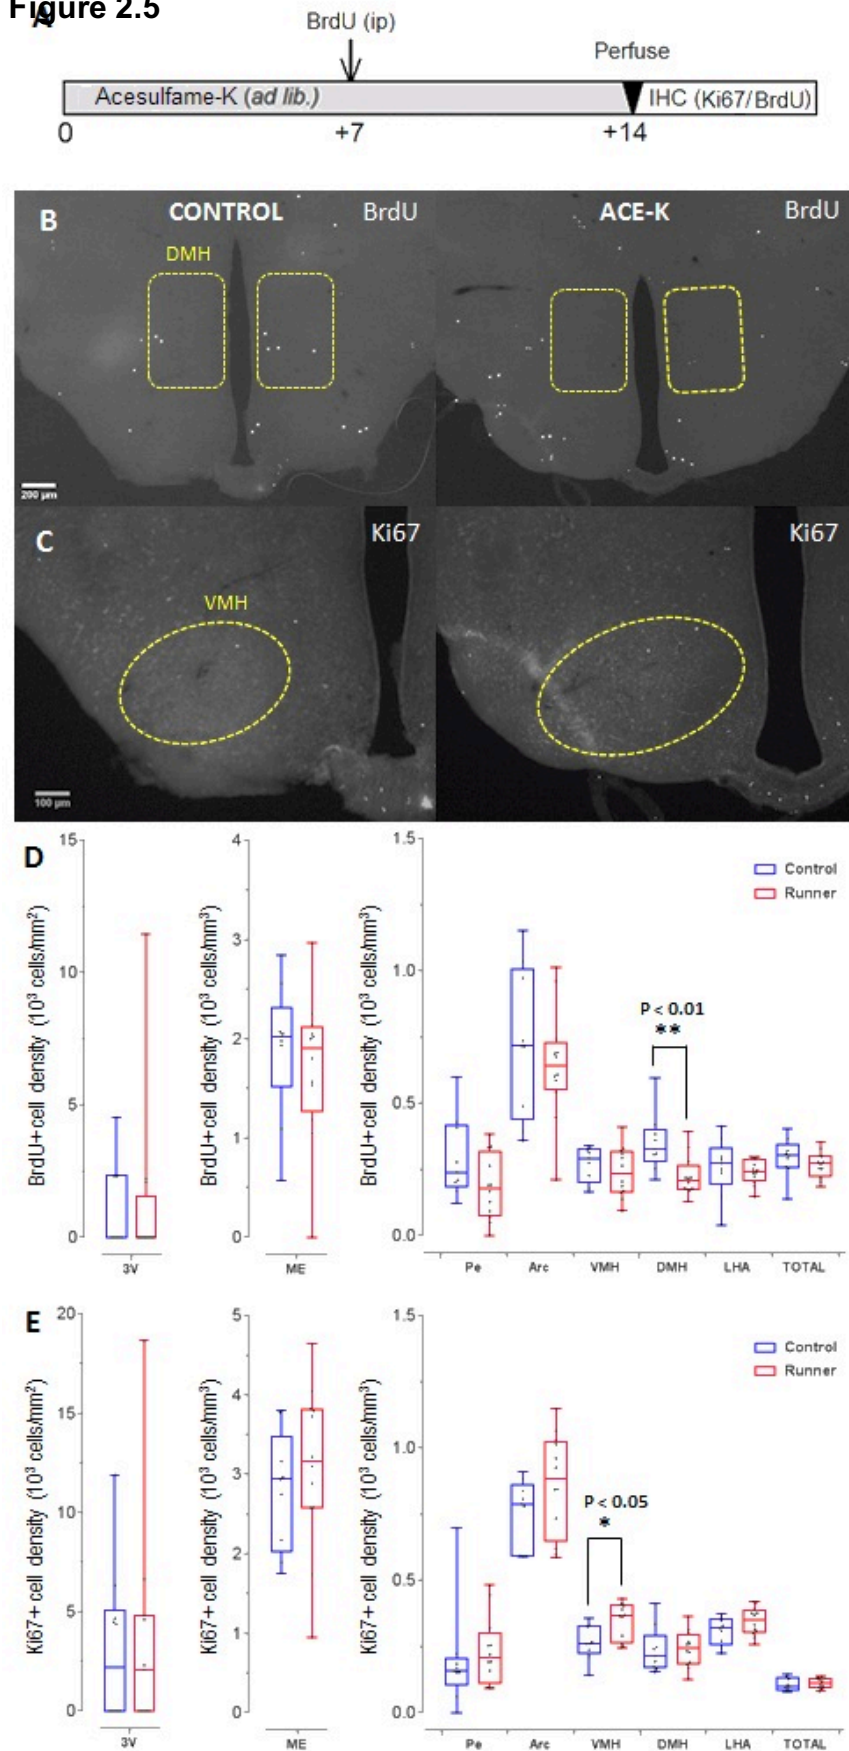 Figure 2.5
A
BrdU (ip)
Perfuse
Acesulfame-K (ad lib.)
IHC (Ki67/BrdU)
0
+7
+14
B
CONTROL
BrdU
ACE-K
BrdU
DMH
200 µm
C
Ki67
Ki67
VMH
100 µm
D
BrdU+cell density (10³ cells/mm²)
15
10
5
0
3V
BrdU+cell density (10³ cells/mm³)
4
3
2
1
0
ME
BrdU+cell density (10³ cells/mm³)
1.5
1.0
0.5
0.0
Control
Runner
P < 0.01
**
Pe Arc VMH DMH LHA TOTAL
E
Ki67+ cell density (10³ cells/mm²)
20
15
10
5
0
3V
Ki67+ cell density (10³ cells/mm³)
5
4
3
2
1
0
ME
Ki67+ cell density (10³ cells/mm³)
1.5
1.0
0.5
0.0
Control
Runner
P < 0.05
*
Pe Arc VMH DMH LHA TOTAL